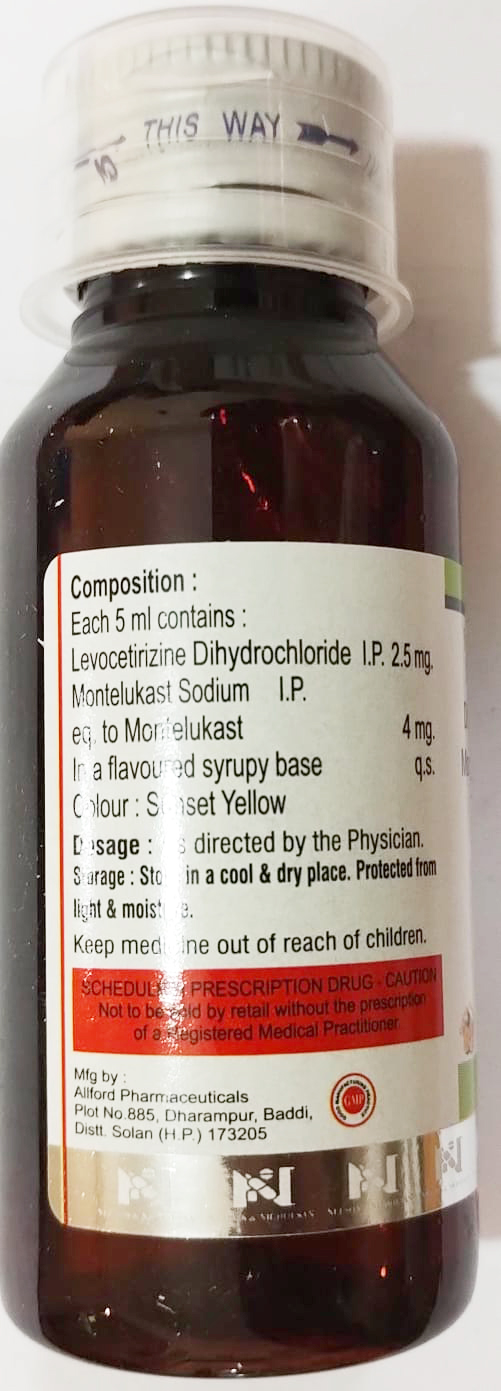 THIS WAY
Composition :
Each 5 ml contains :
Levocetirizine Dihydrochloride I.P. 2.5 mg.
Montelukast Sodium I.P.
eq. to Montelukast 4 mg.
In a flavoured syrupy base q.s.
Colour : Sunset Yellow
Dosage : As directed by the Physician.
Starage : Store in a cool & dry place. Protected from
light & moisture.
Keep medicine out of reach of children.
SCHEDULE PRESCRIPTION DRUG - CAUTION
Not to be sold by retail without the prescription
of a Registered Medical Practitioner.
Mfg by :
Allford Pharmaceuticals
Plot No.885, Dharampur, Baddi,
Distt. Solan (H.P.) 173205
GMP